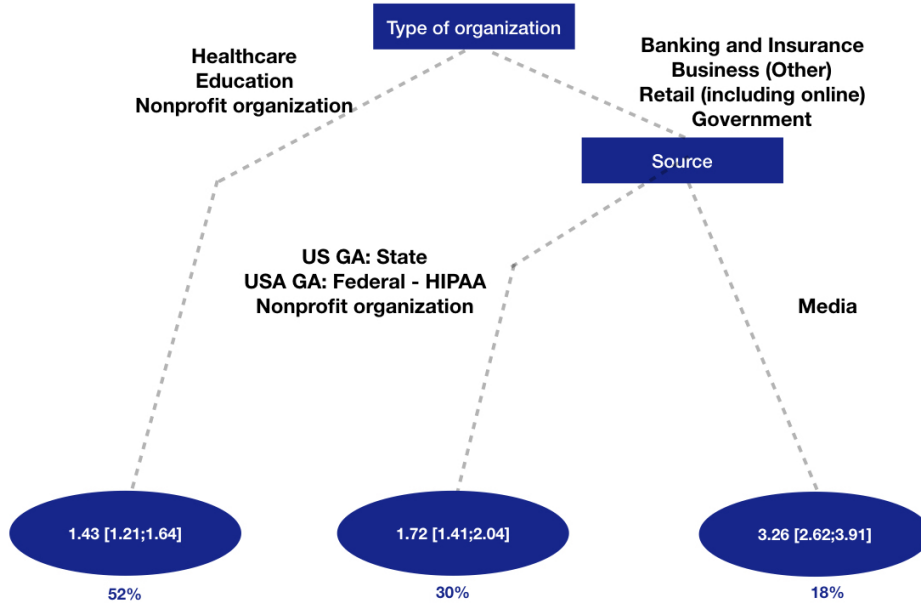 Type of organization
Healthcare
Education
Nonprofit organization
Banking and Insurance
Business (Other)
Retail (including online)
Government
Source
US GA: State
USA GA: Federal - HIPAA
Nonprofit organization
Media
1.43 [1.21;1.64]
1.72 [1.41;2.04]
3.26 [2.62;3.91]
52%
30%
18%